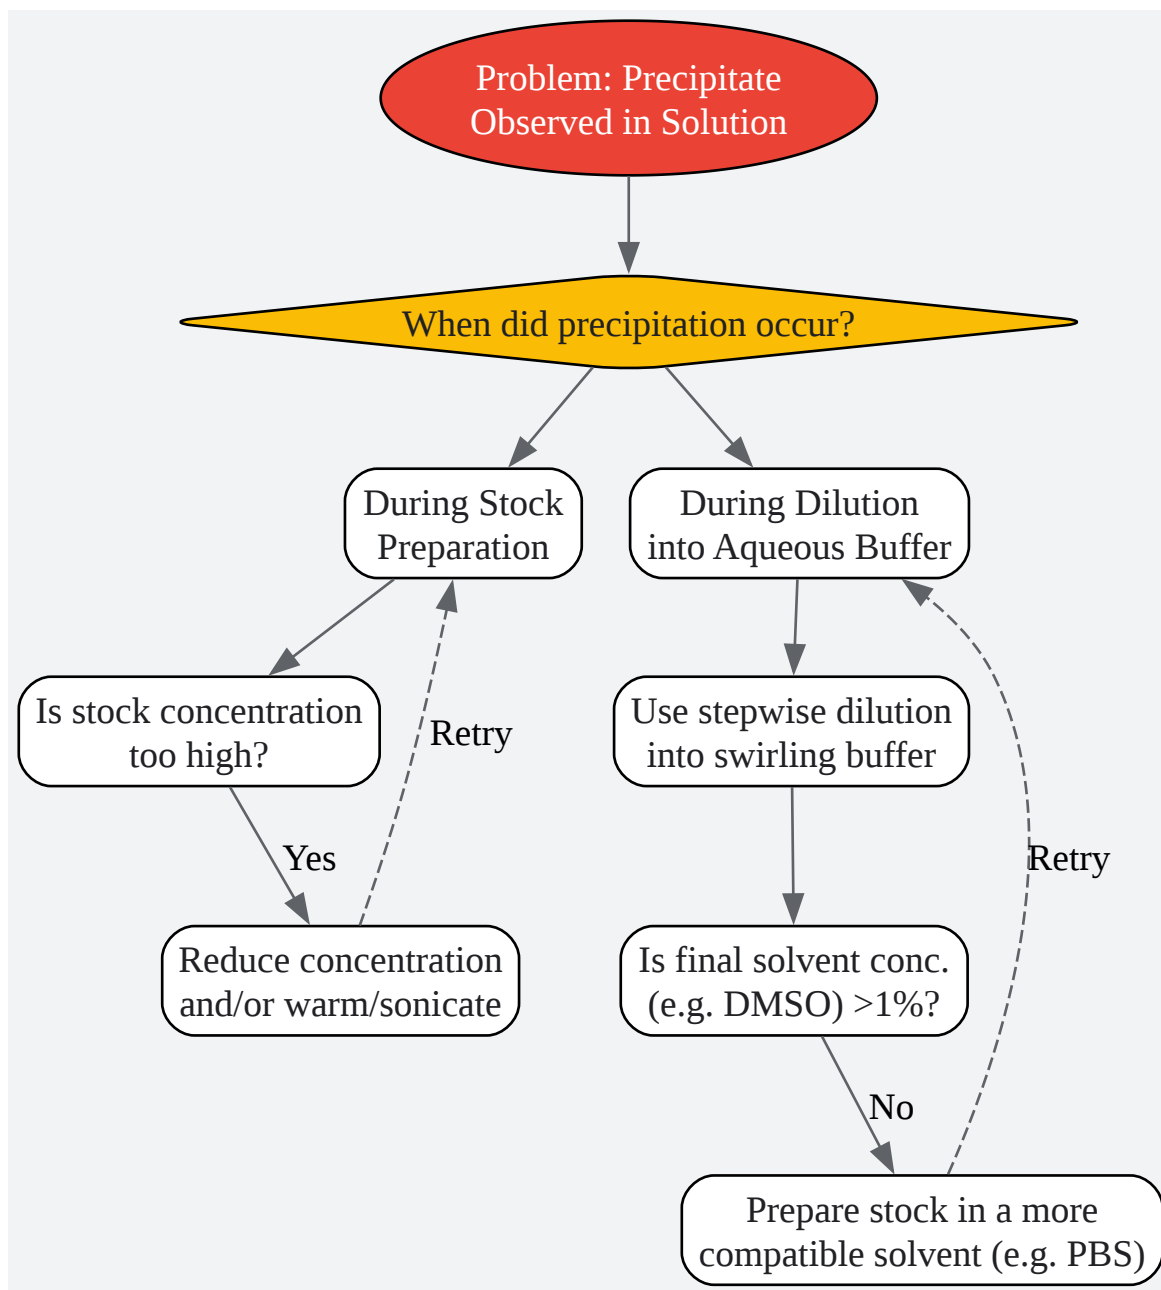 Problem: Precipitate
Observed in Solution
When did precipitation occur?
During Stock
Preparation
During Dilution
into Aqueous Buffer
Is stock concentration
too high?
Retry
Use stepwise dilution
into swirling buffer
Yes
Retry
Reduce concentration
and/or warm/sonicate
Is final solvent conc.
(e.g. DMSO) >1%?
No
Prepare stock in a more
compatible solvent (e.g. PBS)